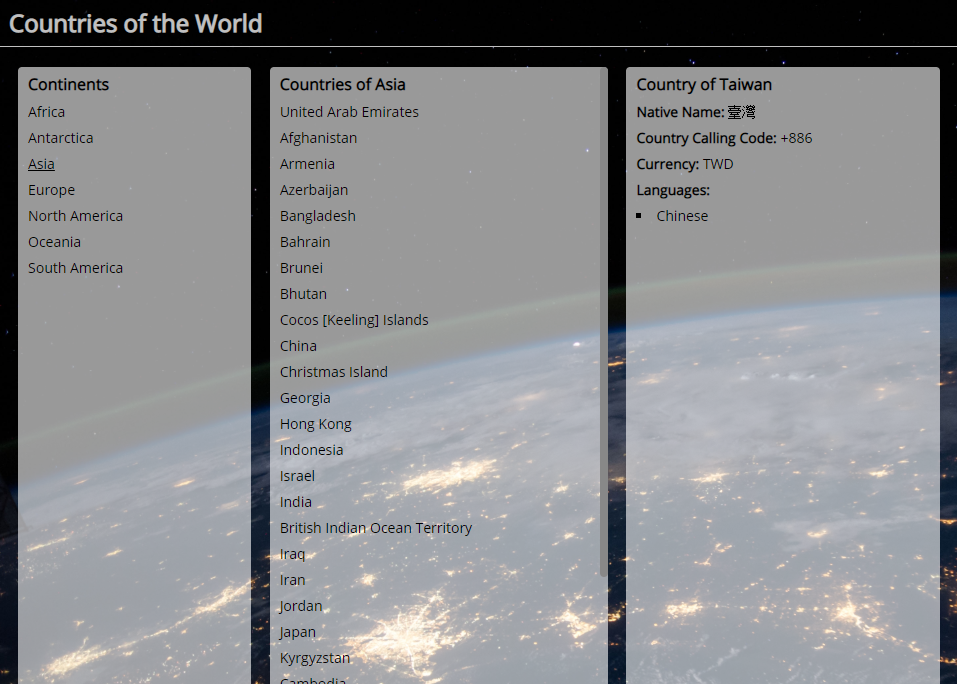 Countries of the World
Continents
Africa
Antarctica
Asia
Europe
North America
Oceania
South America
Countries of Asia
United Arab Emirates
Afghanistan
Armenia
Azerbaijan
Bangladesh
Bahrain
Brunei
Bhutan
Cocos [Keeling] Islands
China
Christmas Island
Georgia
Hong Kong
Indonesia
Israel
India
British Indian Ocean Territory
Iraq
Iran
Jordan
Japan
Kyrgyzstan
Cambodia
Country of Taiwan
Native Name: 臺灣
Country Calling Code: +886
Currency: TWD
Languages:
Chinese